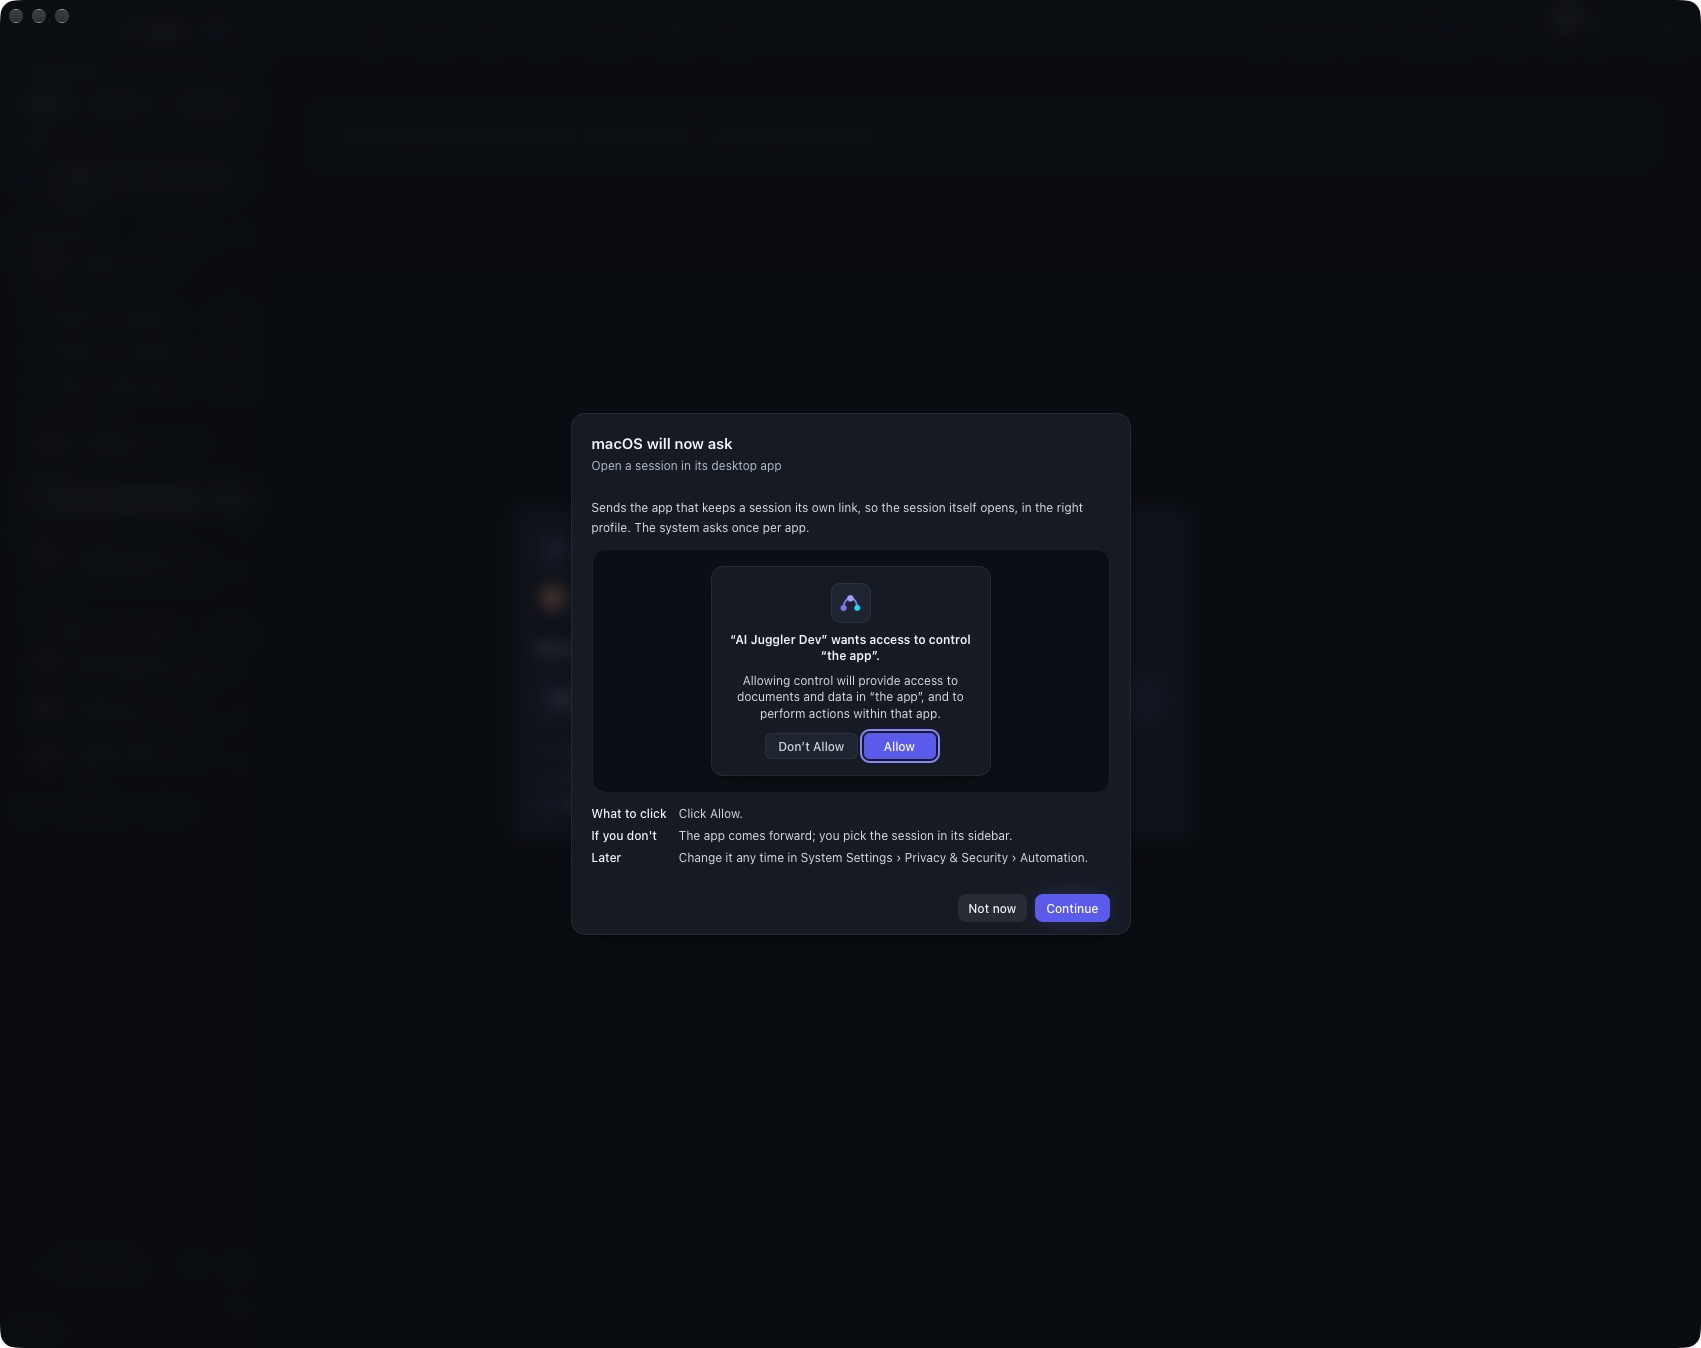 macOS will now ask
Open a session in its desktop app
Sends the app that keeps a session its own link, so the session itself opens, in the right
profile. The system asks once per app.
“AI Juggler Dev” wants access to control
“the app”.
Allowing control will provide access to
documents and data in “the app”, and to
perform actions within that app.
Don’t Allow
Allow
What to click Click Allow.
If you don't The app comes forward; you pick the session in its sidebar.
Later Change it any time in System Settings › Privacy & Security › Automation.
Not now
Continue